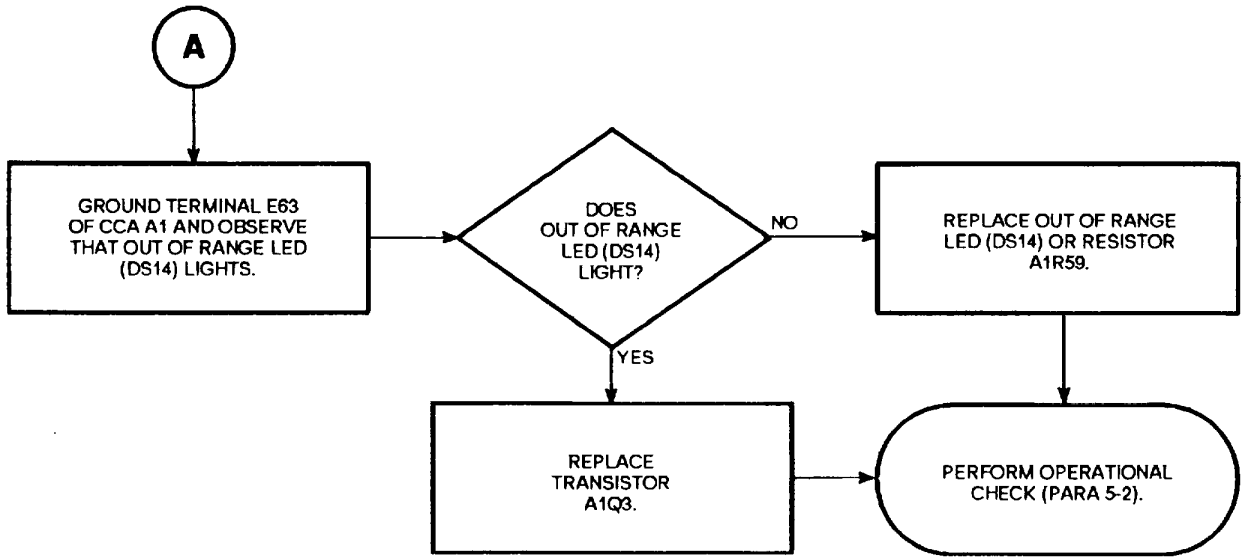 A
GROUND TERMINAL E63
OF CCA A1 AND OBSERVE
THAT OUT OF RANGE LED
(DS14) LIGHTS.
DOES
OUT OF RANGE
LED (DS14)
LIGHT?
NO
REPLACE OUT OF RANGE
LED (DS14) OR RESISTOR
A1R59.
YES
REPLACE
TRANSISTOR
A1Q3.
PERFORM OPERATIONAL
CHECK (PARA 5-2).